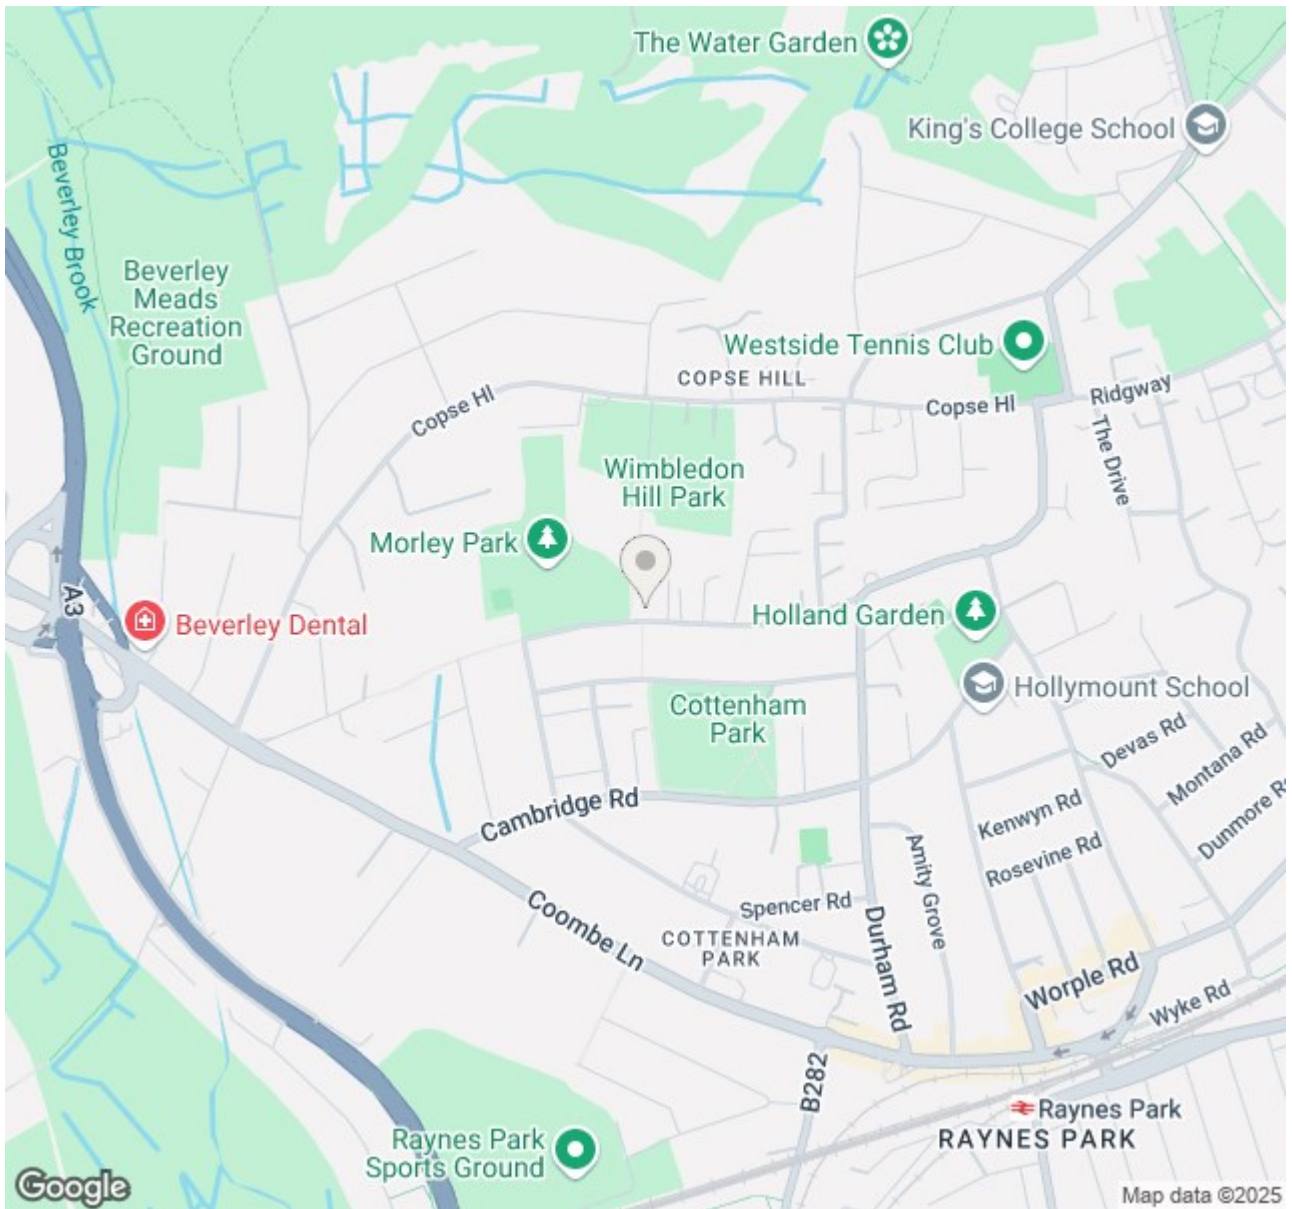 The Water Garden
King's College School
Beverley Brook
Beverley
Meads
Recreation
Ground
Westside Tennis Club
COPSE HILL
Copse Hl
Copse Hl
Ridgway
The Drive
Wimbledon
Hill Park
Morley Park
A3
Beverley Dental
Holland Garden
Hollymount School
Cottenham
Park
Devas Rd
Montana Rd
Cambridge Rd
Kenwyn Rd
Dunmore R
Rosevine Rd
Amity Grove
Spencer Rd
Coombe Ln
COTTENHAM
PARK
Durham Rd
Worple Rd
Wyke Rd
B282
Raynes Park
RAYNES PARK
Raynes Park
Sports Ground
Google
Map data ©2025